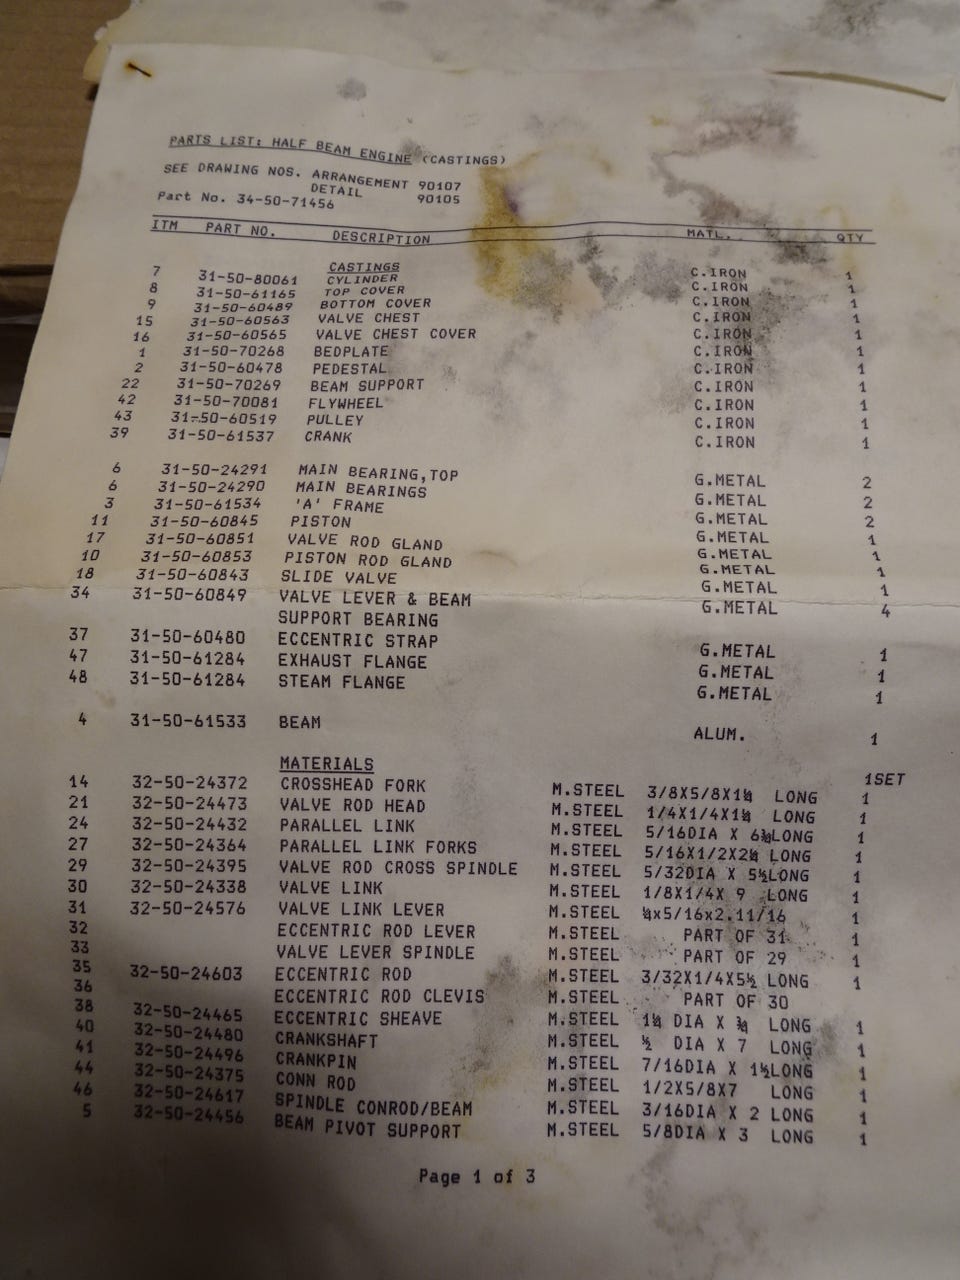 PARTS LIST: HALF BEAM ENGINE (CASTINGS)
SEE DRAWING NOS. ARRANGEMENT 90107
DETAIL 90105
Part No. 34-50-71456
ITM PART NO. DESCRIPTION MATL. QTY
CASTINGS
7 31-50-80061 CYLINDER C.IRON 1
8 31-50-61165 TOP COVER C.IRON 1
9 31-50-60489 BOTTOM COVER C.IRON 1
15 31-50-60563 VALVE CHEST C.IRON 1
16 31-50-60565 VALVE CHEST COVER C.IRON 1
1 31-50-70268 BEDPLATE C.IRON 1
2 31-50-60478 PEDESTAL C.IRON 1
22 31-50-70269 BEAM SUPPORT C.IRON 1
42 31-50-70081 FLYWHEEL C.IRON 1
43 31-50-60519 PULLEY C.IRON 1
39 31-50-61537 CRANK C.IRON 1
6 31-50-24291 MAIN BEARING,TOP G.METAL 2
6 31-50-24290 MAIN BEARINGS G.METAL 2
3 31-50-61534 'A' FRAME G.METAL 2
11 31-50-60845 PISTON G.METAL 1
17 31-50-60851 VALVE ROD GLAND G.METAL 1
10 31-50-60853 PISTON ROD GLAND G.METAL 1
18 31-50-60843 SLIDE VALVE G.METAL 1
34 31-50-60849 VALVE LEVER & BEAM G.METAL 4
SUPPORT BEARING
37 31-50-60480 ECCENTRIC STRAP G.METAL 1
47 31-50-61284 EXHAUST FLANGE G.METAL 1
48 31-50-61284 STEAM FLANGE G.METAL 1
4 31-50-61533 BEAM ALUM. 1
MATERIALS 1SET
14 32-50-24372 CROSSHEAD FORK M.STEEL 3/8X5/8X1¼ LONG 1
21 32-50-24473 VALVE ROD HEAD M.STEEL 1/4X1/4X1¼ LONG 1
24 32-50-24432 PARALLEL LINK M.STEEL 5/16DIA X 6¾LONG 1
27 32-50-24364 PARALLEL LINK FORKS M.STEEL 5/16X1/2X2¼ LONG 1
29 32-50-24395 VALVE ROD CROSS SPINDLE M.STEEL 5/32DIA X 5½LONG 1
30 32-50-24338 VALVE LINK M.STEEL 1/8X1/4X 9 LONG 1
31 32-50-24576 VALVE LINK LEVER M.STEEL ¼x5/16x2.11/16 1
32 ECCENTRIC ROD LEVER M.STEEL PART OF 31 1
33 VALVE LEVER SPINDLE M.STEEL PART OF 29 1
35 32-50-24603 ECCENTRIC ROD M.STEEL 3/32X1/4X5½ LONG 1
36 ECCENTRIC ROD CLEVIS M.STEEL PART OF 30
38 32-50-24465 ECCENTRIC SHEAVE M.STEEL 1¼ DIA X ¾ LONG 1
40 32-50-24480 CRANKSHAFT M.STEEL ½ DIA X 7 LONG 1
41 32-50-24496 CRANKPIN M.STEEL 7/16DIA X 1½LONG 1
44 32-50-24375 CONN ROD M.STEEL 1/2X5/8X7 LONG 1
46 32-50-24617 SPINDLE CONROD/BEAM M.STEEL 3/16DIA X 2 LONG 1
5 32-50-24456 BEAM PIVOT SUPPORT M.STEEL 5/8DIA X 3 LONG 1
Page 1 of 3